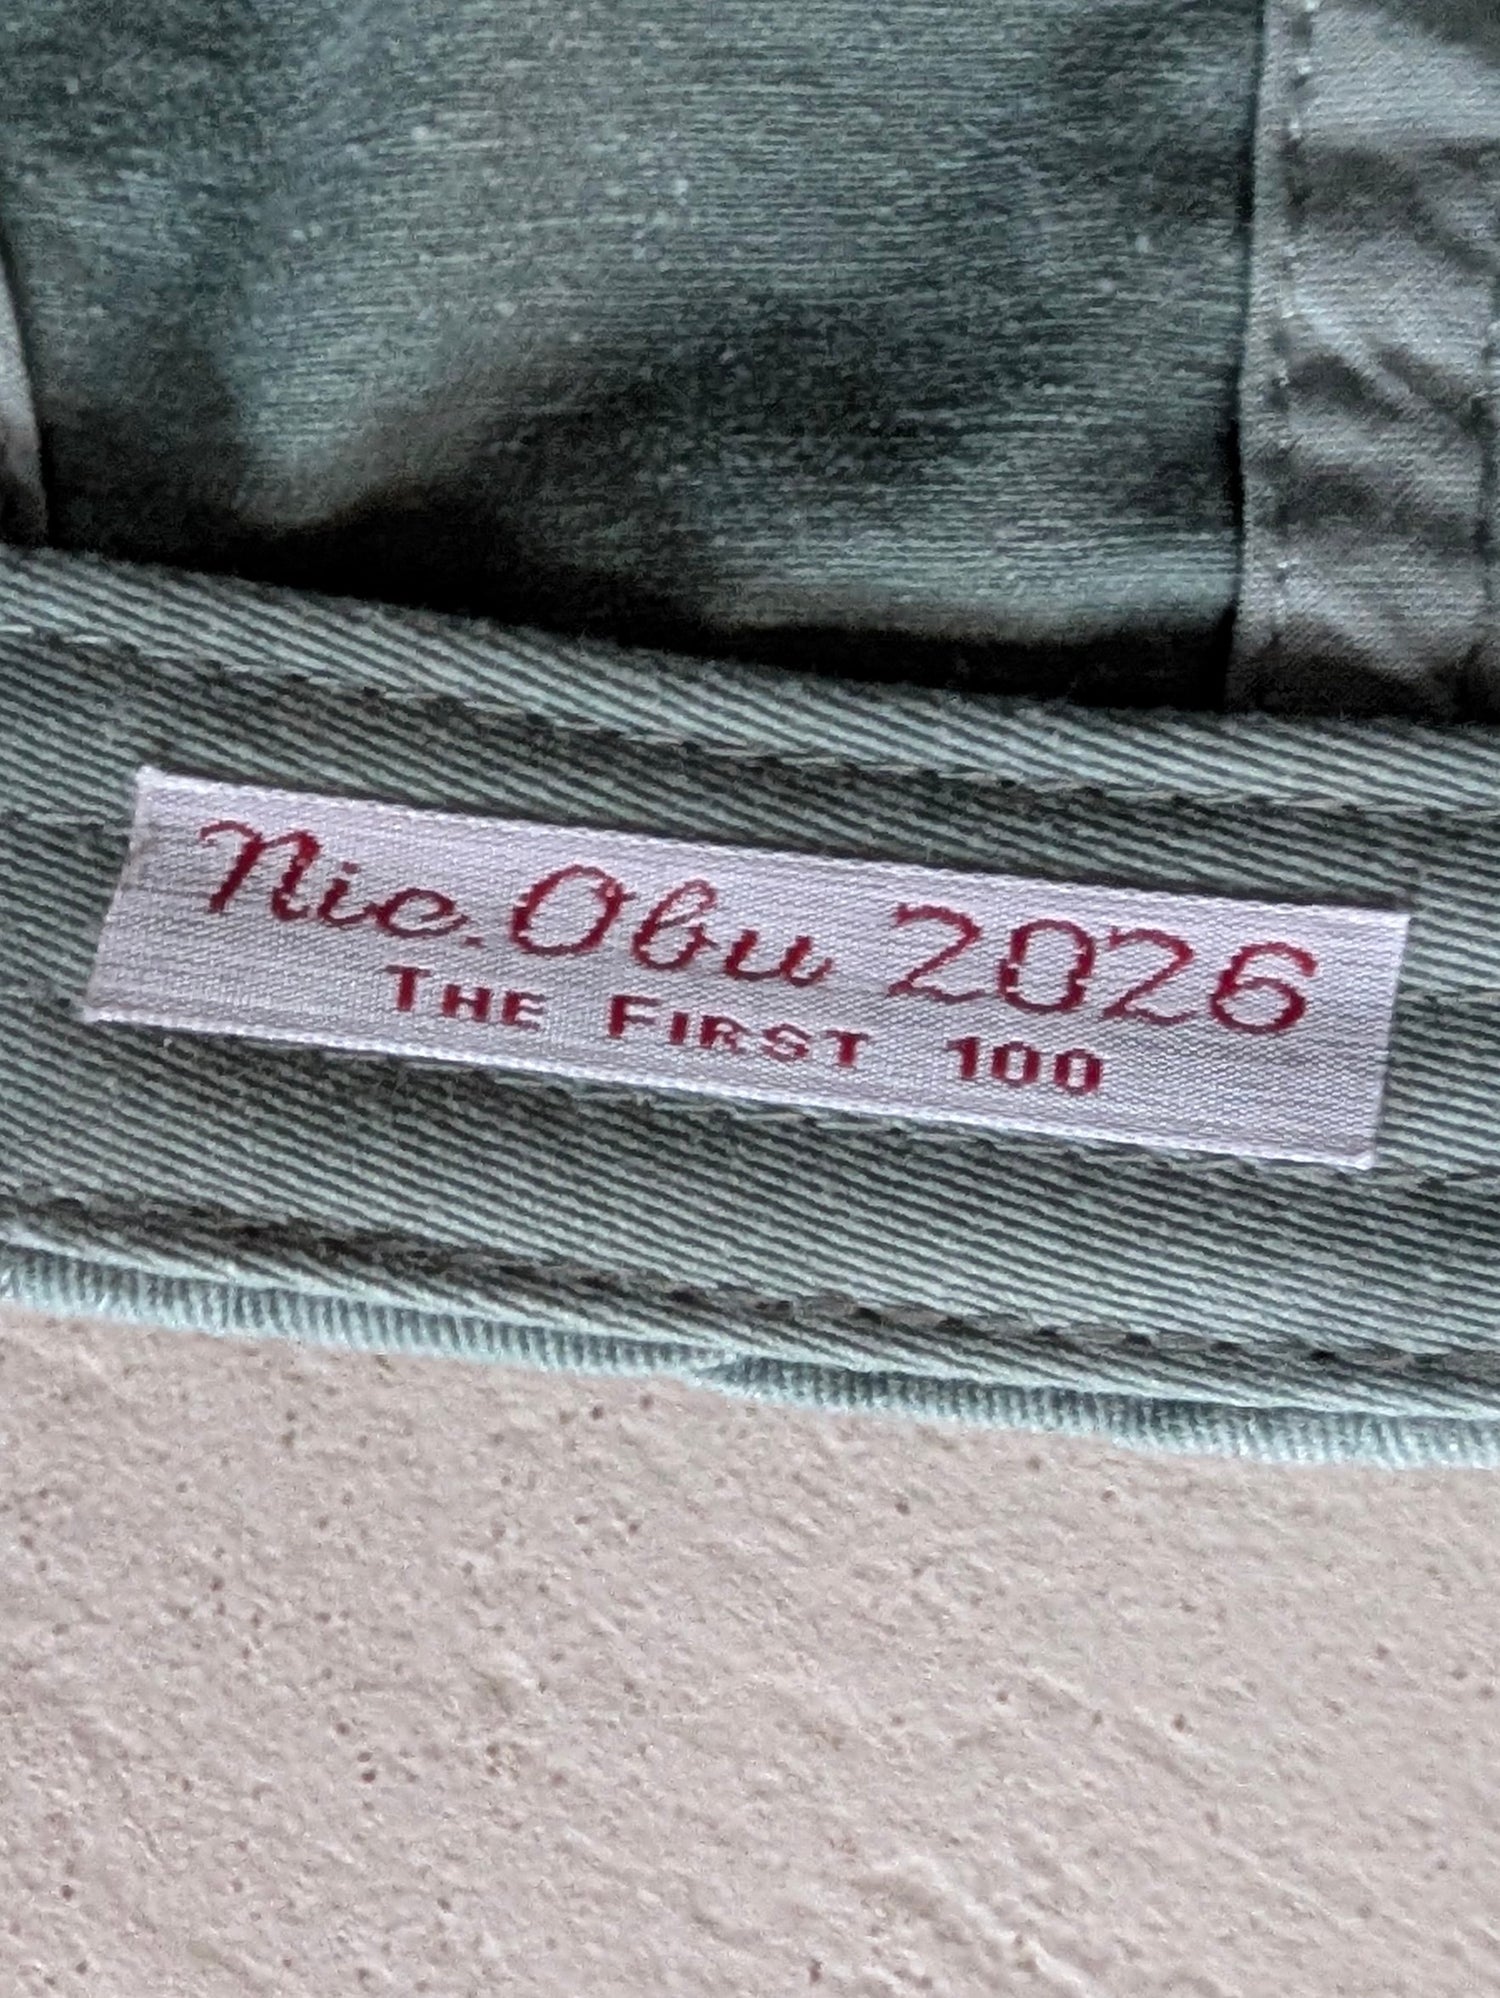 Nic.Obu 2026
THE FIRST 100